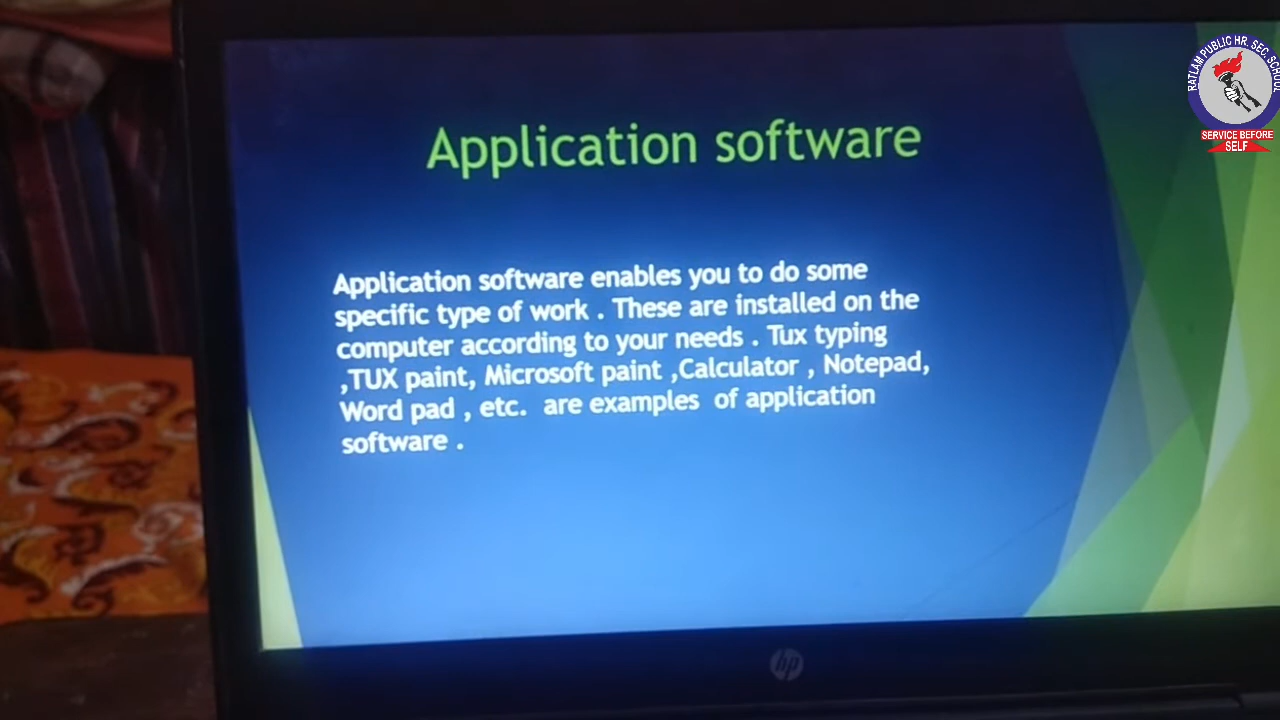 Application software
Application software enables you to do some
specific type of work . These are installed on the
computer according to your needs . Tux typing
,TUX paint, Microsoft paint ,Calculator , Notepad,
Word pad , etc. are examples of application
software .
hp
RATLAM PUBLIC HR. SEC. SCHOOL
SERVICE BEFORE
SELF